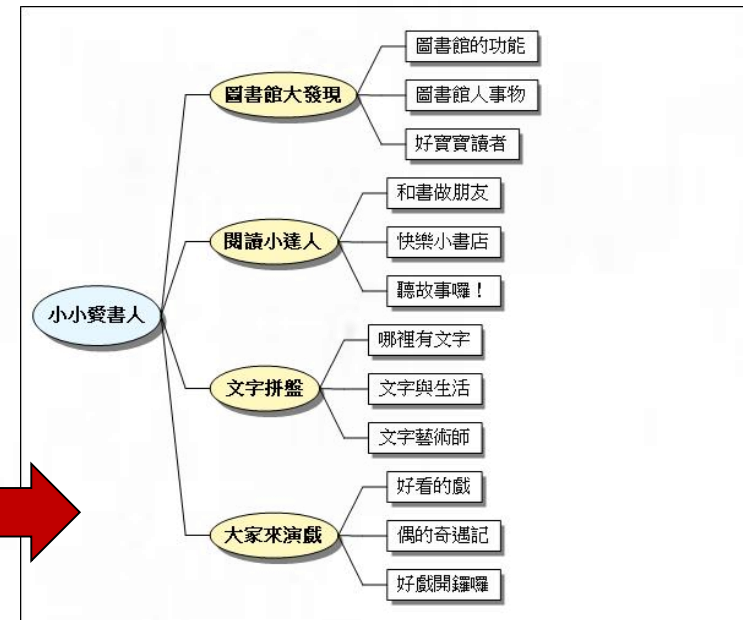 小小愛書人
圖書館大發現
圖書館的功能
圖書館人事物
好寶寶讀者
閱讀小達人
和書做朋友
快樂小書店
聽故事囉！
文字拼盤
哪裡有文字
文字與生活
文字藝術師
大家來演戲
好看的戲
偶的奇遇記
好戲開鑼囉